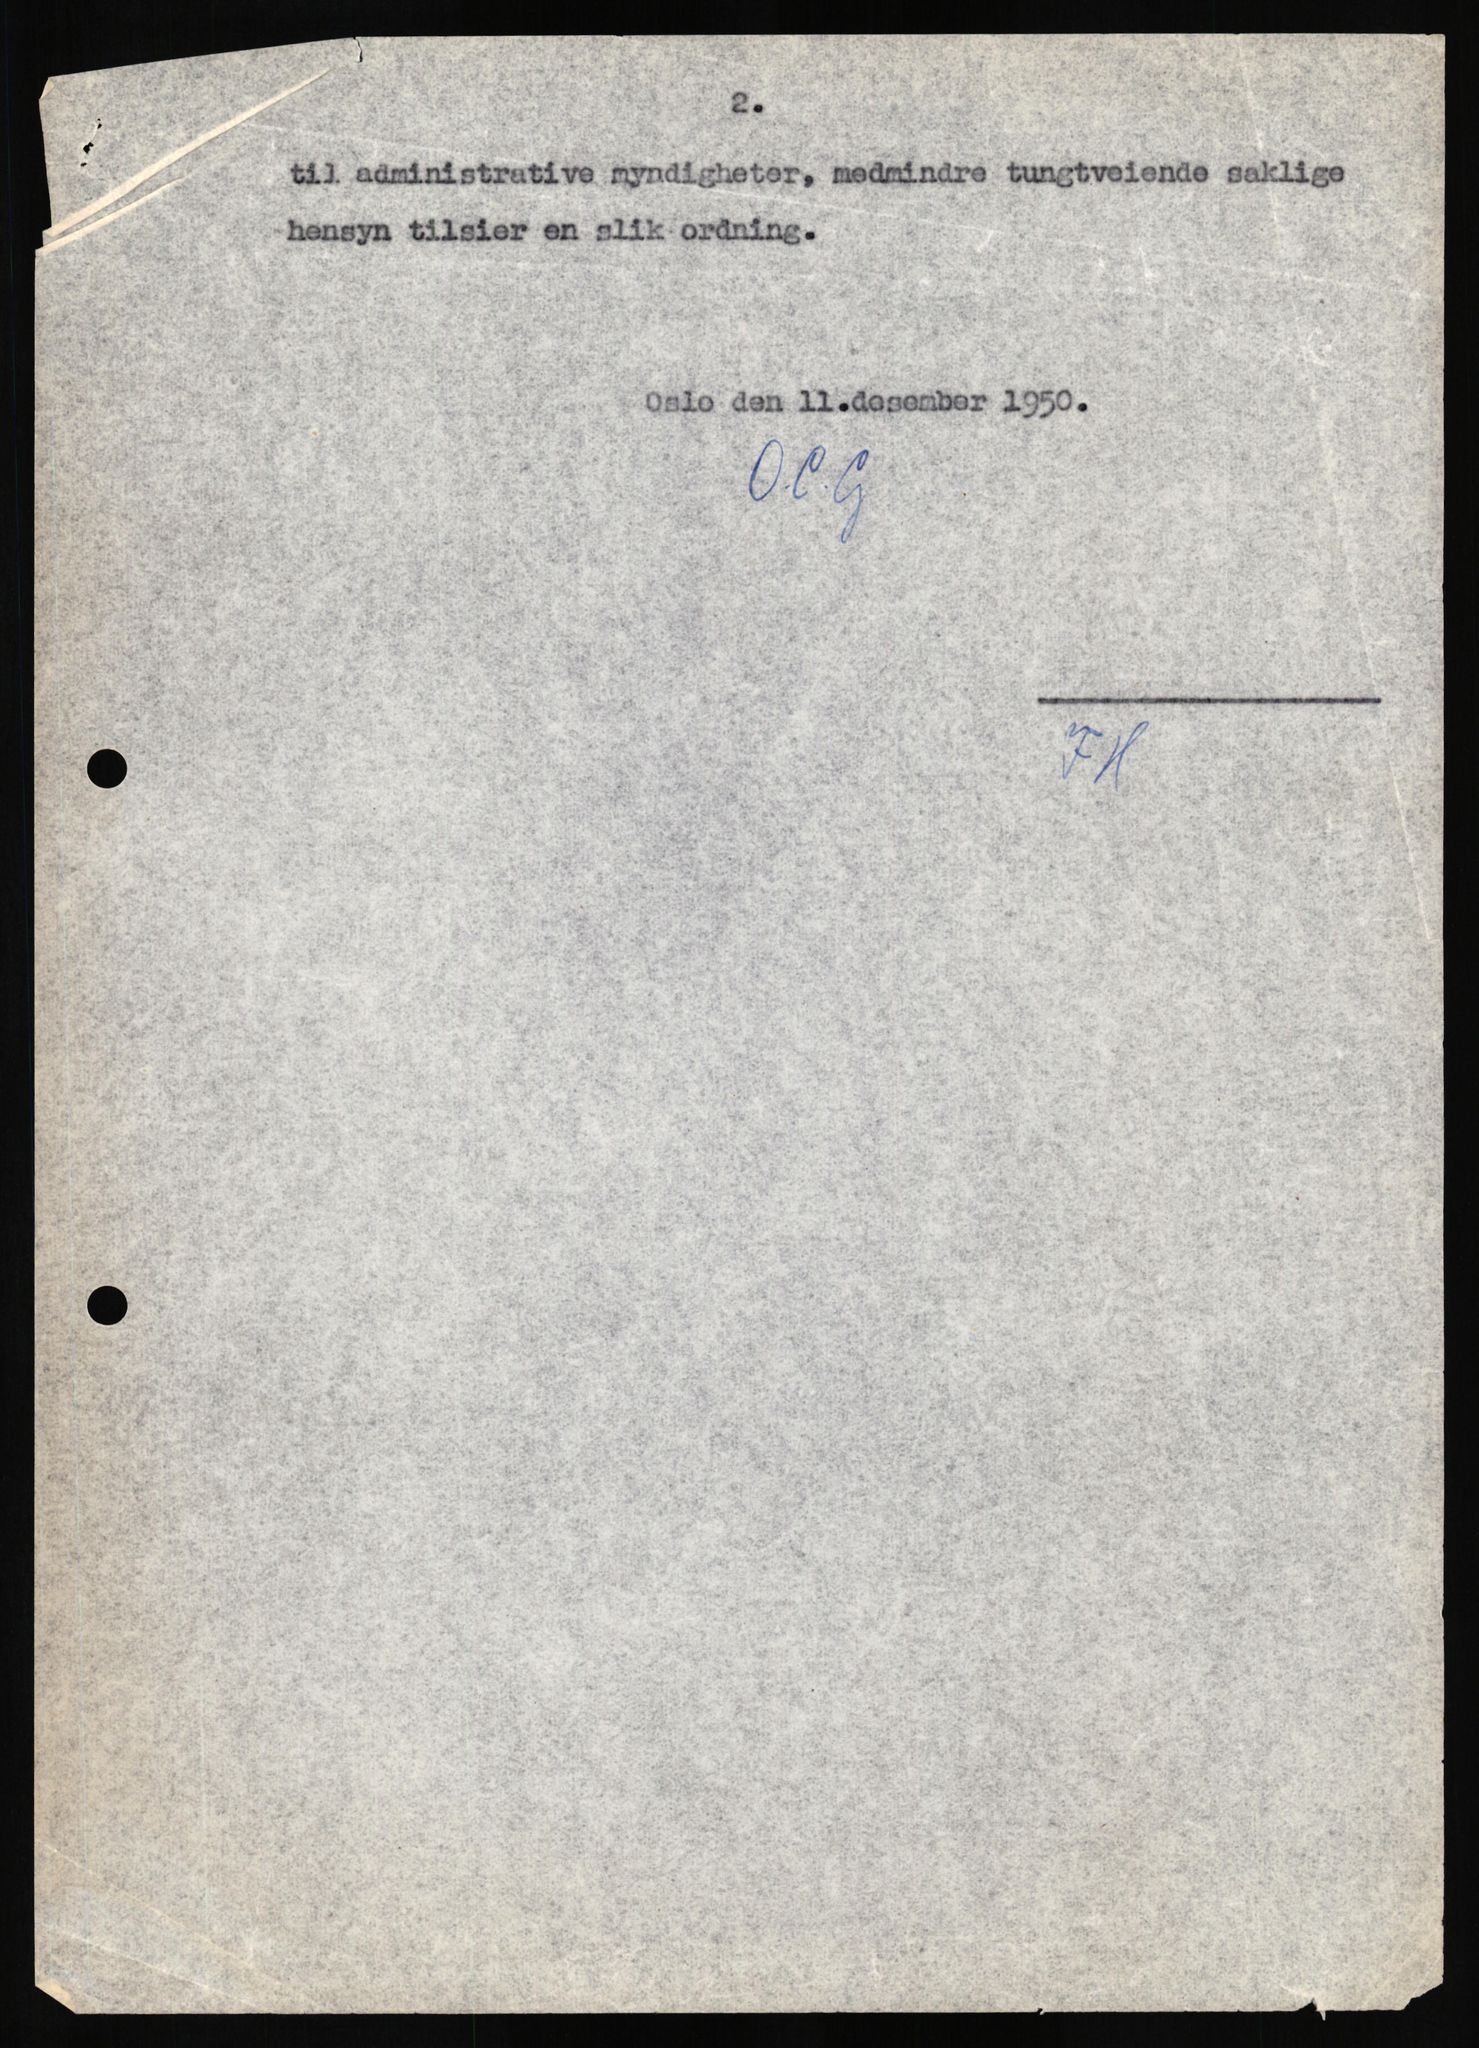 2.
til administrative myndigheter, medmindre tungtveiende saklige
hensyn tilsier en slik ordning.
Oslo den 11.desember 1950.
O.C.G
FH